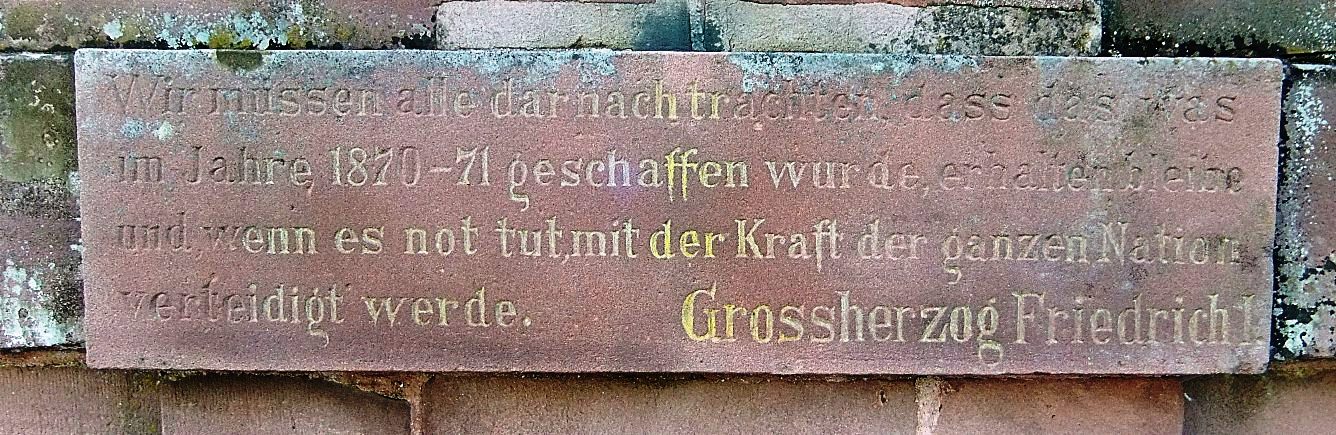 Wir müssen alle darnach trachten, dass das was
im Jahre, 1870-71 geschaffen wurde, erhalten bleibe
und, wenn es not tut, mit der Kraft der ganzen Nation
verteidigt werde. Grossherzog Friedrich I.